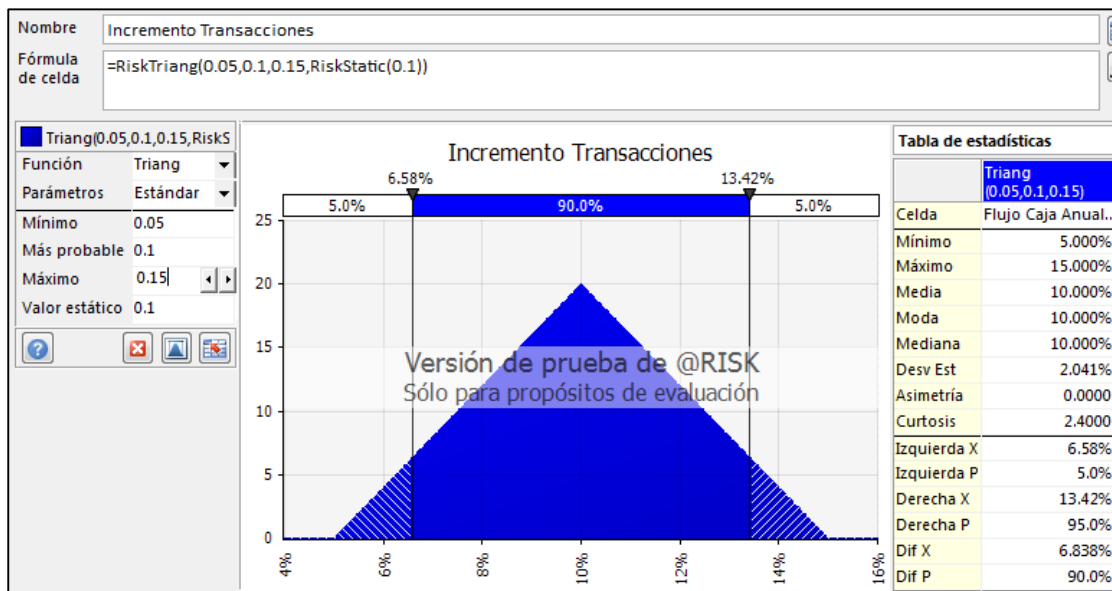 Nombre
Incremento Transacciones
Fórmula de celda
=RiskTriang(0.05,0.1,0.15,RiskStatic(0.1))
Triang(0.05,0.1,0.15,RiskS
Función Triang
Parámetros Estándar
Mínimo 0.05
Más probable 0.1
Máximo 0.15
Valor estático 0.1
Incremento Transacciones
6.58% 13.42%
5.0% 90.0% 5.0%
25
20
15
10
5
0
4% 6% 8% 10% 12% 14% 16%
Versión de prueba de @RISK
Sólo para propósitos de evaluación
Tabla de estadísticas
Triang
(0.05,0.1,0.15)
Celda Flujo Caja Anual..
Mínimo 5.000%
Máximo 15.000%
Media 10.000%
Moda 10.000%
Mediana 10.000%
Desv Est 2.041%
Asimetría 0.0000
Curtosis 2.4000
Izquierda X 6.58%
Izquierda P 5.0%
Derecha X 13.42%
Derecha P 95.0%
Dif X 6.838%
Dif P 90.0%